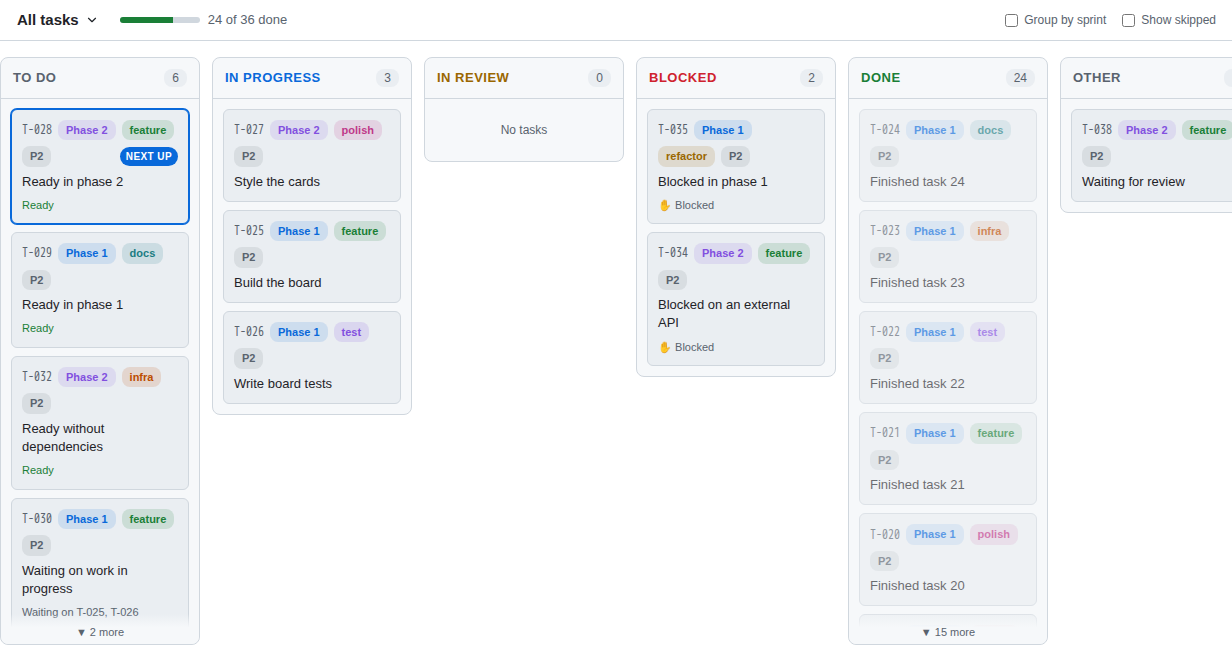 All tasks 24 of 36 done Group by sprint Show skipped
TO DO 6
T-028 Phase 2 feature
P2 NEXT UP
Ready in phase 2
Ready
T-029 Phase 1 docs
P2
Ready in phase 1
Ready
T-032 Phase 2 infra
P2
Ready without
dependencies
Ready
T-030 Phase 1 feature
P2
Waiting on work in
progress
Waiting on T-025, T-026
▼ 2 more
IN PROGRESS 3
T-027 Phase 2 polish
P2
Style the cards
T-025 Phase 1 feature
P2
Build the board
T-026 Phase 1 test
P2
Write board tests
IN REVIEW 0
No tasks
BLOCKED 2
T-035 Phase 1
refactor P2
Blocked in phase 1
✋ Blocked
T-034 Phase 2 feature
P2
Blocked on an external
API
✋ Blocked
DONE 24
T-024 Phase 1 docs
P2
Finished task 24
T-023 Phase 1 infra
P2
Finished task 23
T-022 Phase 1 test
P2
Finished task 22
T-021 Phase 1 feature
P2
Finished task 21
T-020 Phase 1 polish
P2
Finished task 20
▼ 15 more
OTHER
T-038 Phase 2 feature
P2
Waiting for review